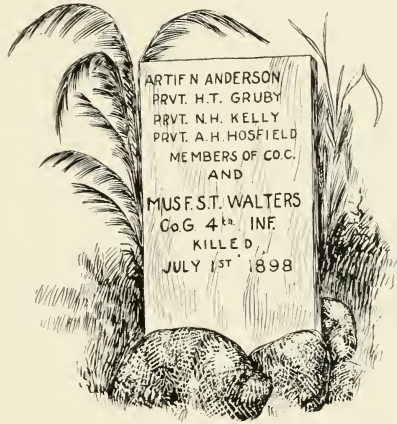 ARTIF N ANDERSON
PRVT. H.T. GRUBY
PRVT. N.H. KELLY
PRVT. A.H. HOSFIELD
MEMBERS OF CO.C.
AND
MUS F.S.T. WALTERS
Co.G. 4th. INF.
KILLED
JULY 1ST 1898